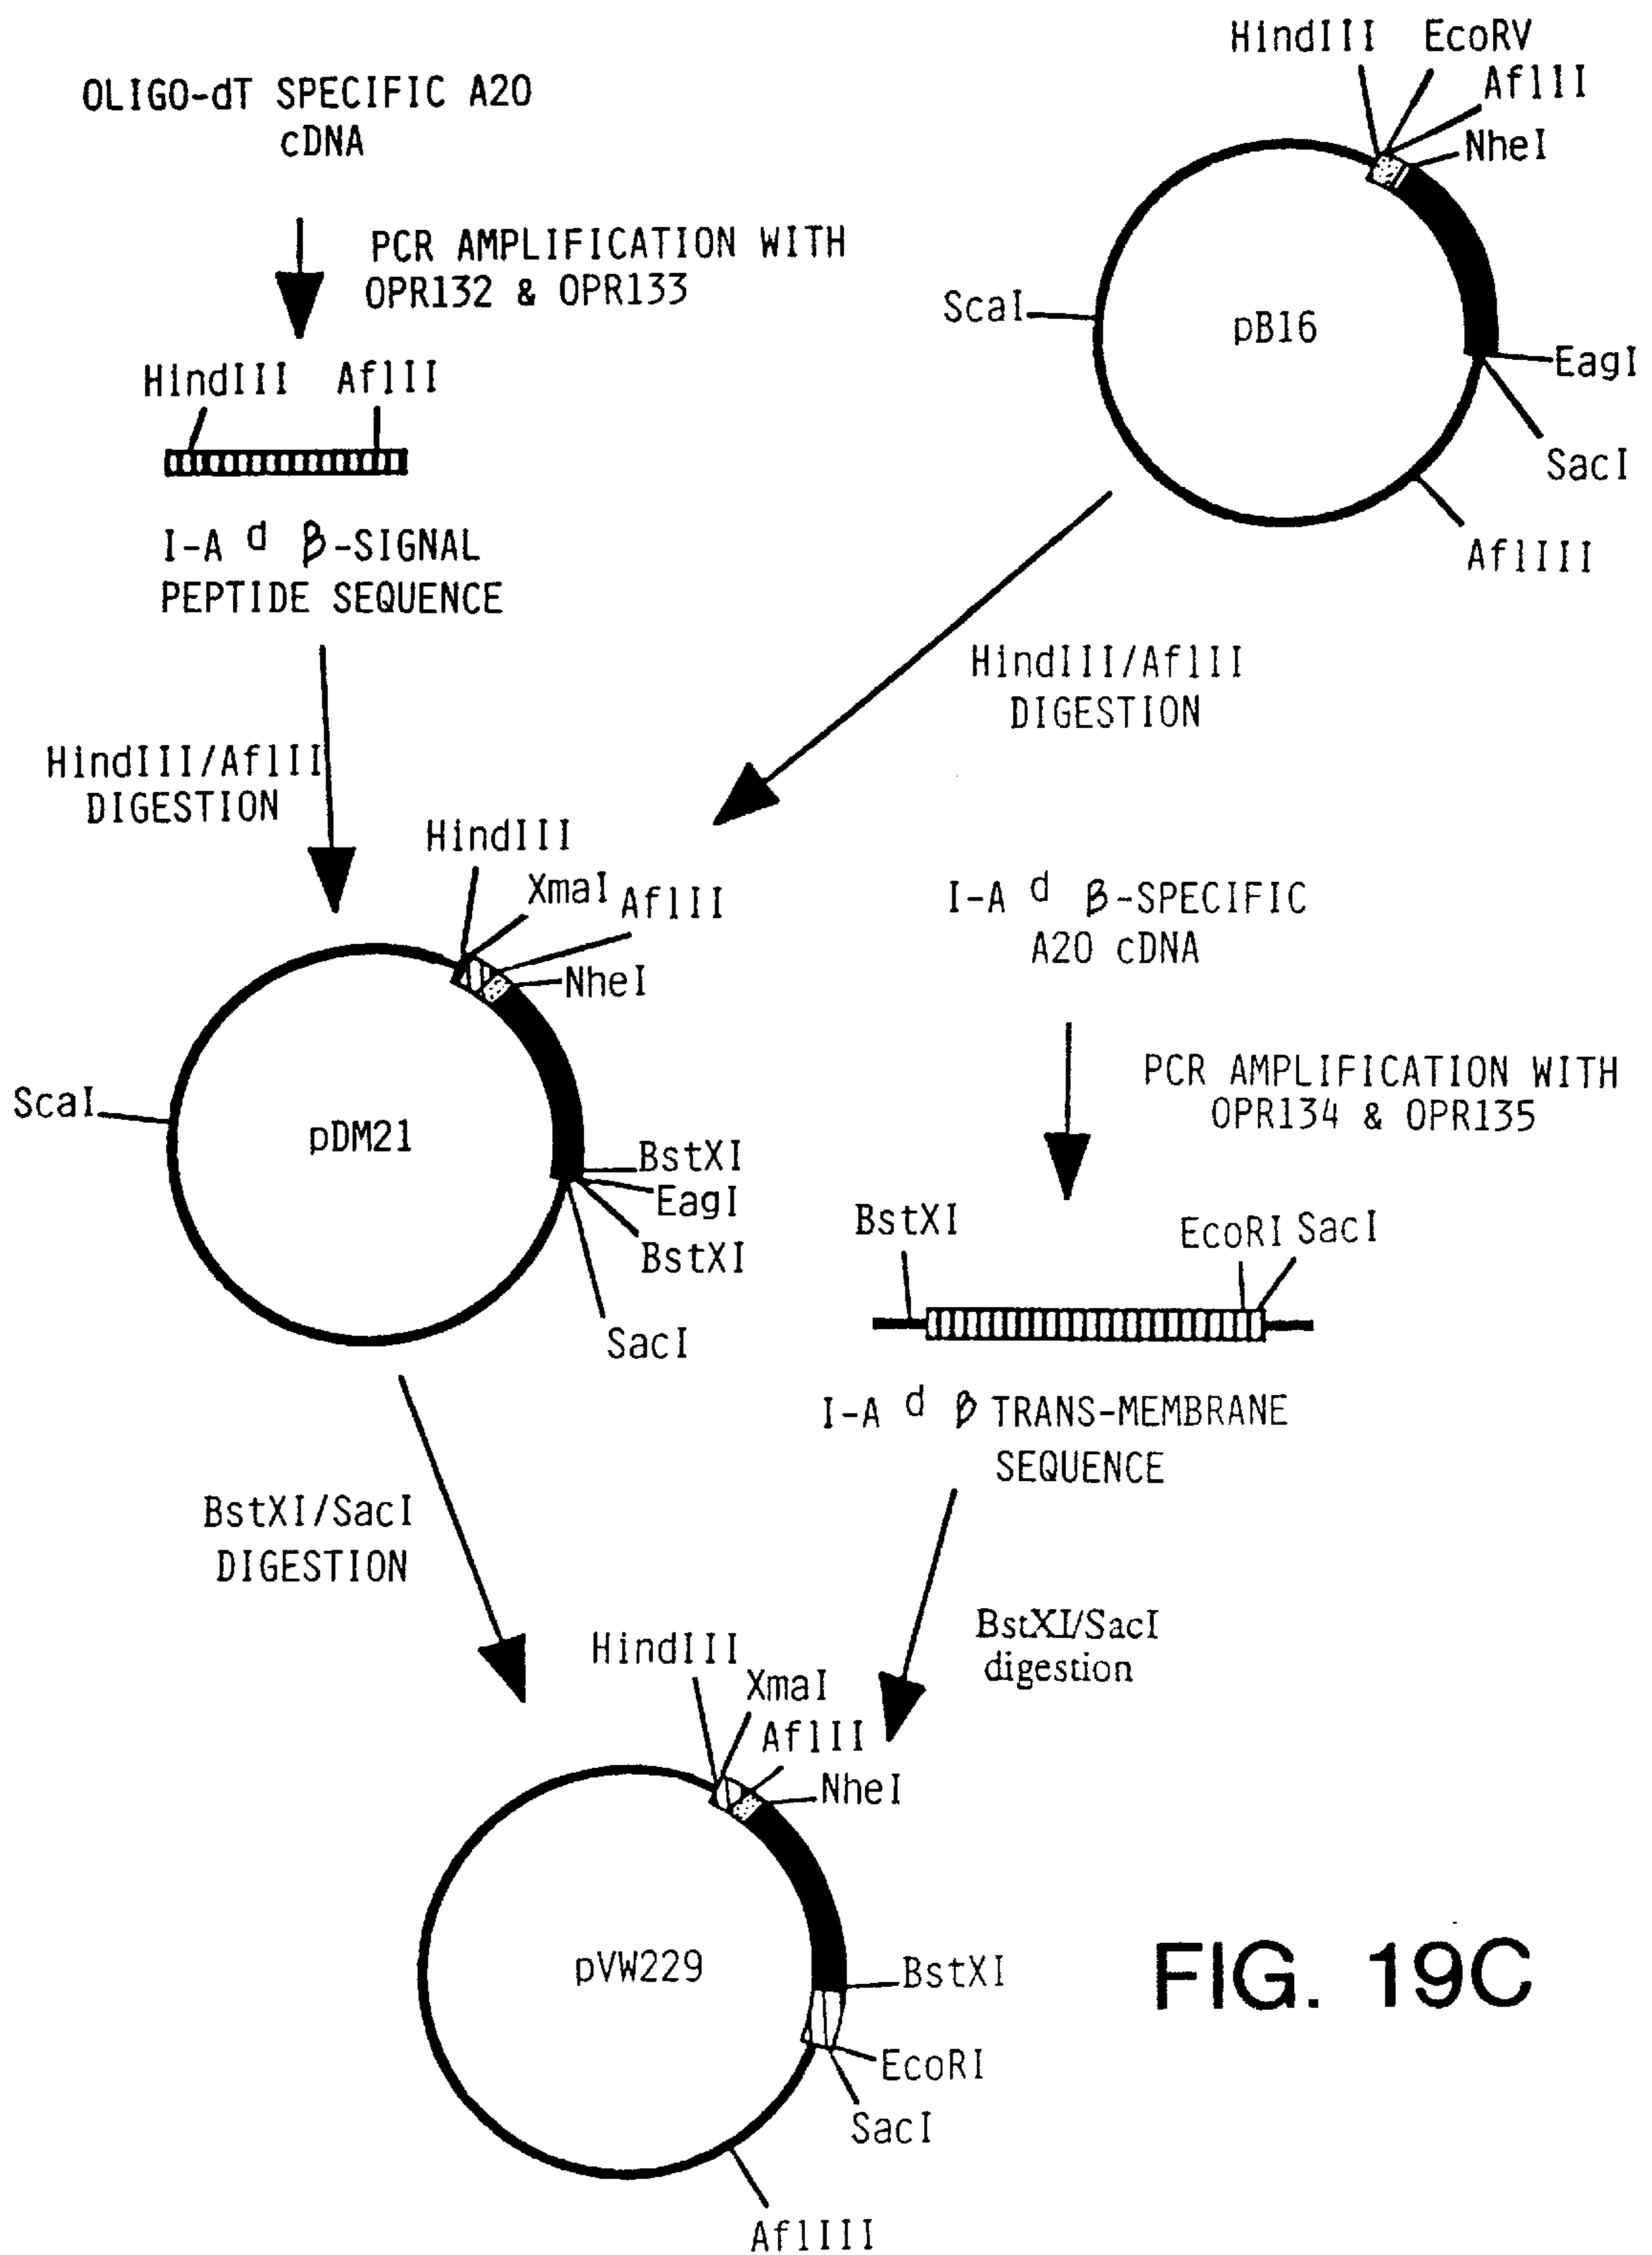 OLIGO-dT SPECIFIC A20
cDNA
PCR AMPLIFICATION WITH
OPR132 & OPR133
HindIII AflII
I-A d β-SIGNAL
PEPTIDE SEQUENCE
HindIII/AflII
DIGESTION
HindIII EcoRV
AflII
NheI
ScaI
pB16
EagI
SacI
AflIII
HindIII/AflII
DIGESTION
HindIII
XmaI AflII
NheI
ScaI
pDM21
BstXI
EagI
BstXI
SacI
I-A d β-SPECIFIC
A20 cDNA
PCR AMPLIFICATION WITH
OPR134 & OPR135
BstXI
EcoRI SacI
I-A d β TRANS-MEMBRANE
SEQUENCE
BstXI/SacI
DIGESTION
BstXI/SacI
digestion
HindIII
XmaI
AflII
NheI
pVW229
BstXI
EcoRI
SacI
AflIII
FIG. 19C